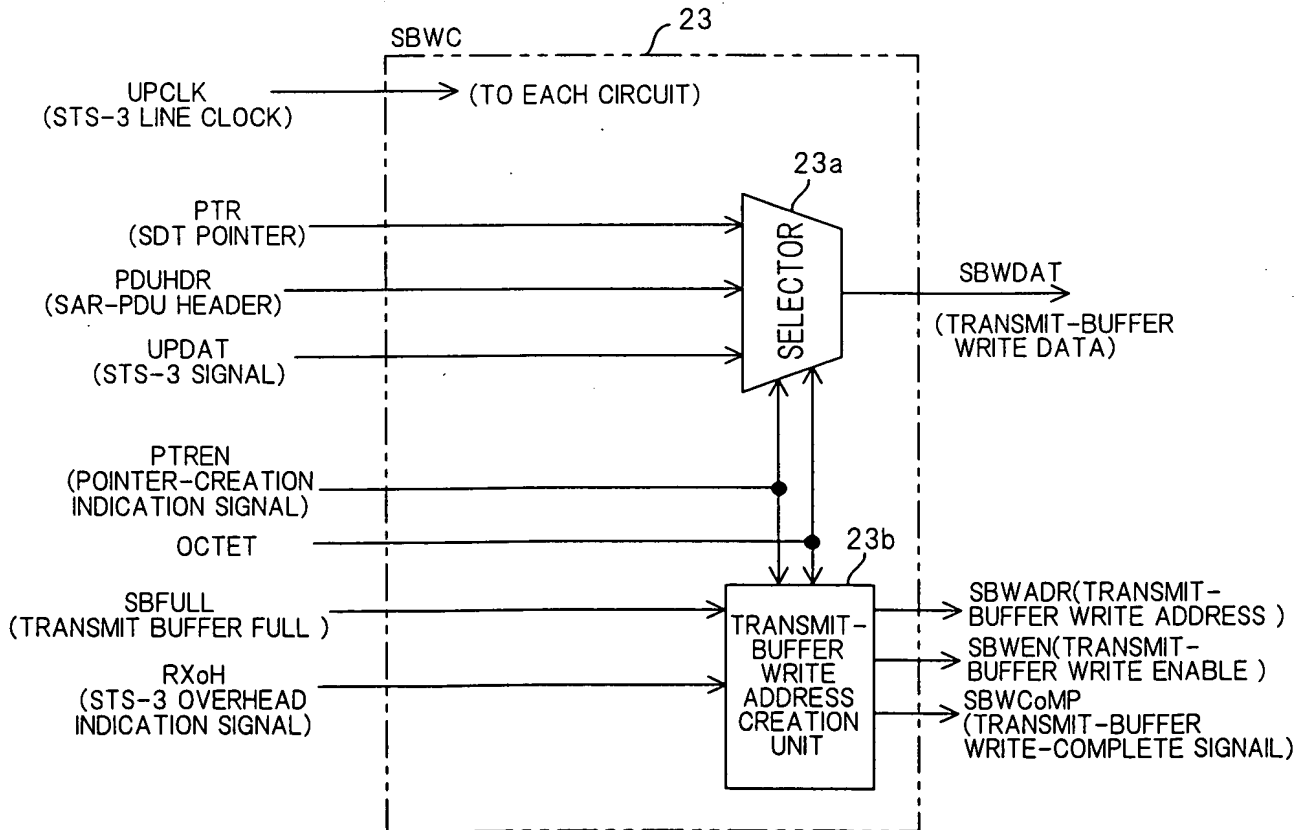 23
SBWC
UPCLK
(STS-3 LINE CLOCK)
(TO EACH CIRCUIT)
23a
PTR
(SDT POINTER)
PDUHDR
(SAR-PDU HEADER)
UPDAT
(STS-3 SIGNAL)
SELECTOR
SBWDAT
(TRANSMIT-BUFFER
WRITE DATA)
PTREN
(POINTER-CREATION
INDICATION SIGNAL)
OCTET
23b
SBFULL
(TRANSMIT BUFFER FULL )
RXoH
(STS-3 OVERHEAD
INDICATION SIGNAL)
TRANSMIT-
BUFFER
WRITE
ADDRESS
CREATION
UNIT
SBWADR(TRANSMIT-
BUFFER WRITE ADDRESS )
SBWEN(TRANSMIT-
BUFFER WRITE ENABLE )
SBWCoMP
(TRANSMIT-BUFFER
WRITE-COMPLETE SIGNAIL)